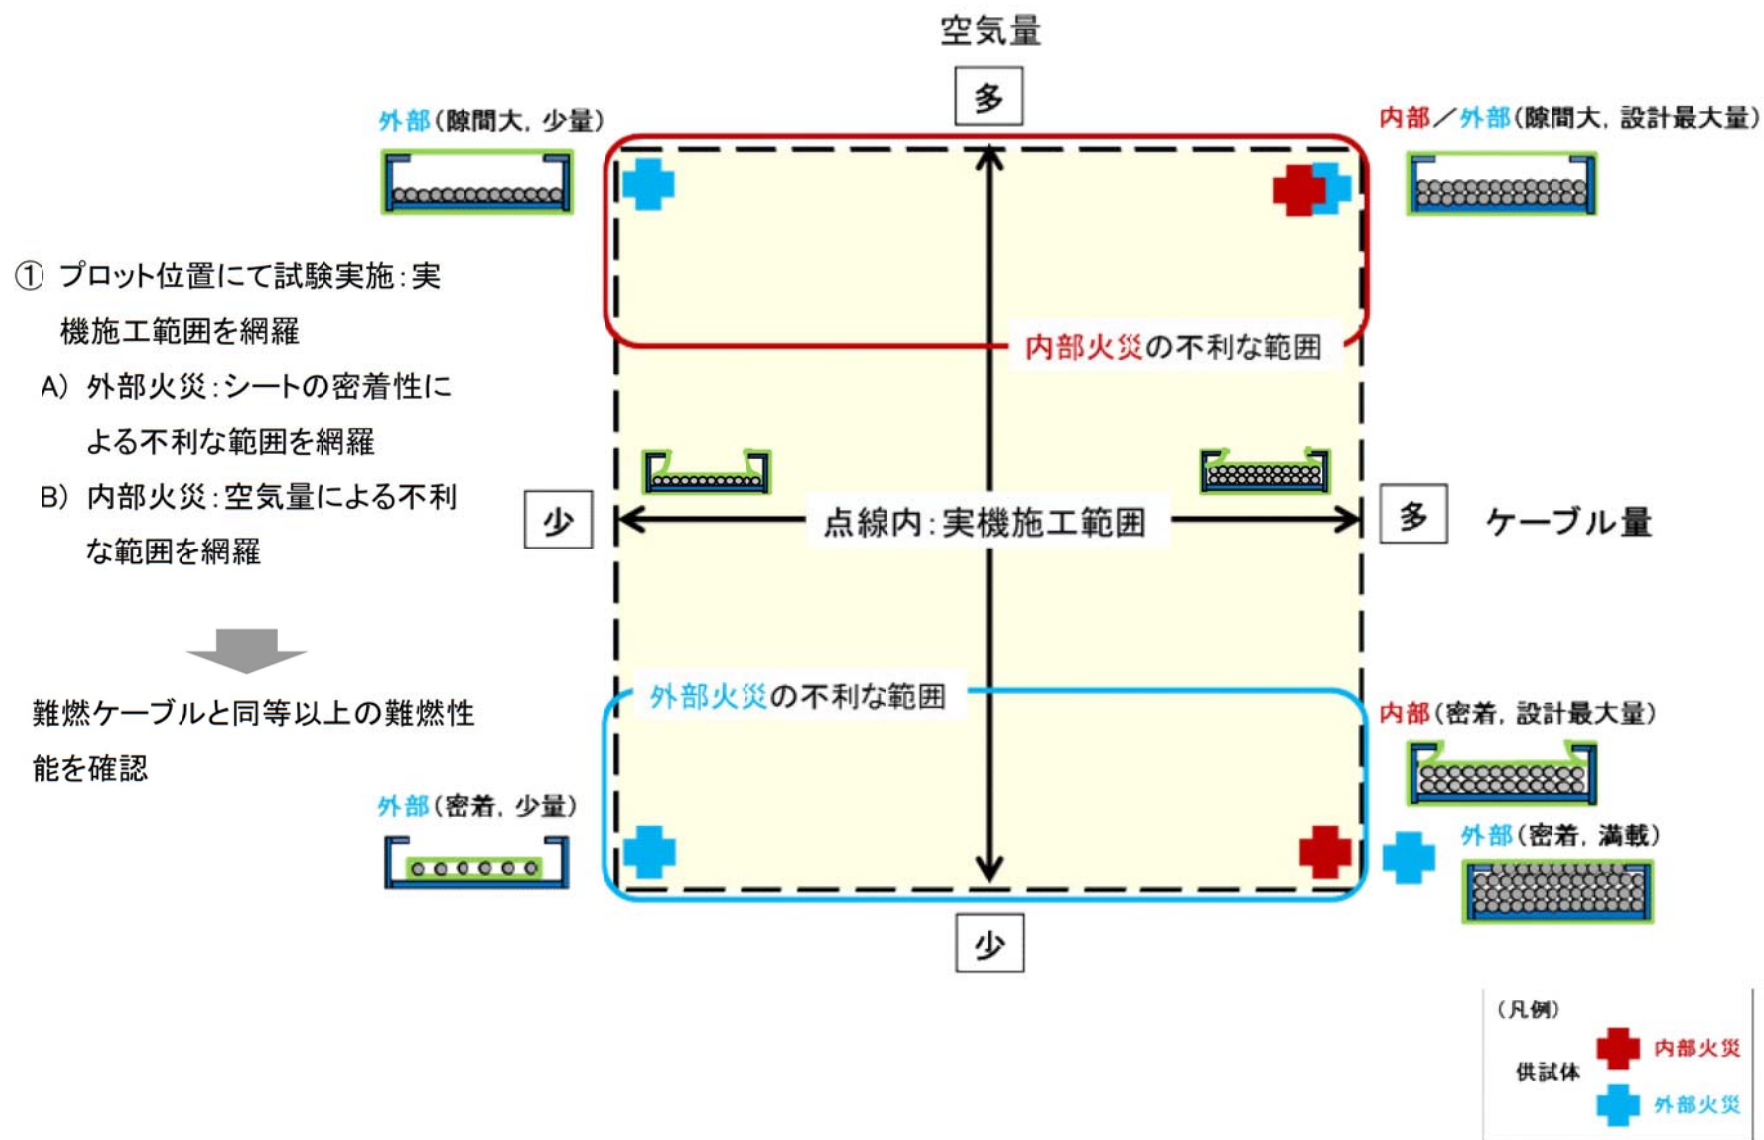 空気量
多
外部(隙間大, 少量)
内部／外部(隙間大, 設計最大量)
① プロット位置にて試験実施：実
機施工範囲を網羅
A) 外部火災：シートの密着性に
よる不利な範囲を網羅
B) 内部火災：空気量による不利
な範囲を網羅
内部火災の不利な範囲
少
点線内：実機施工範囲
多
ケーブル量
難燃ケーブルと同等以上の難燃性
能を確認
外部火災の不利な範囲
内部(密着, 設計最大量)
外部(密着, 少量)
外部(密着, 満載)
少
(凡例)
供試体
内部火災
外部火災